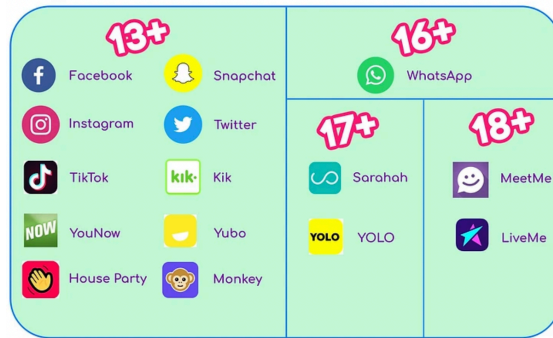 13+
Facebook
Snapchat
Instagram
Twitter
TikTok
kik.
Kik
NOW
YouNow
Yubo
House Party
Monkey
16+
WhatsApp
17+
Sarahah
YOLO
YOLO
18+
MeetMe
LiveMe